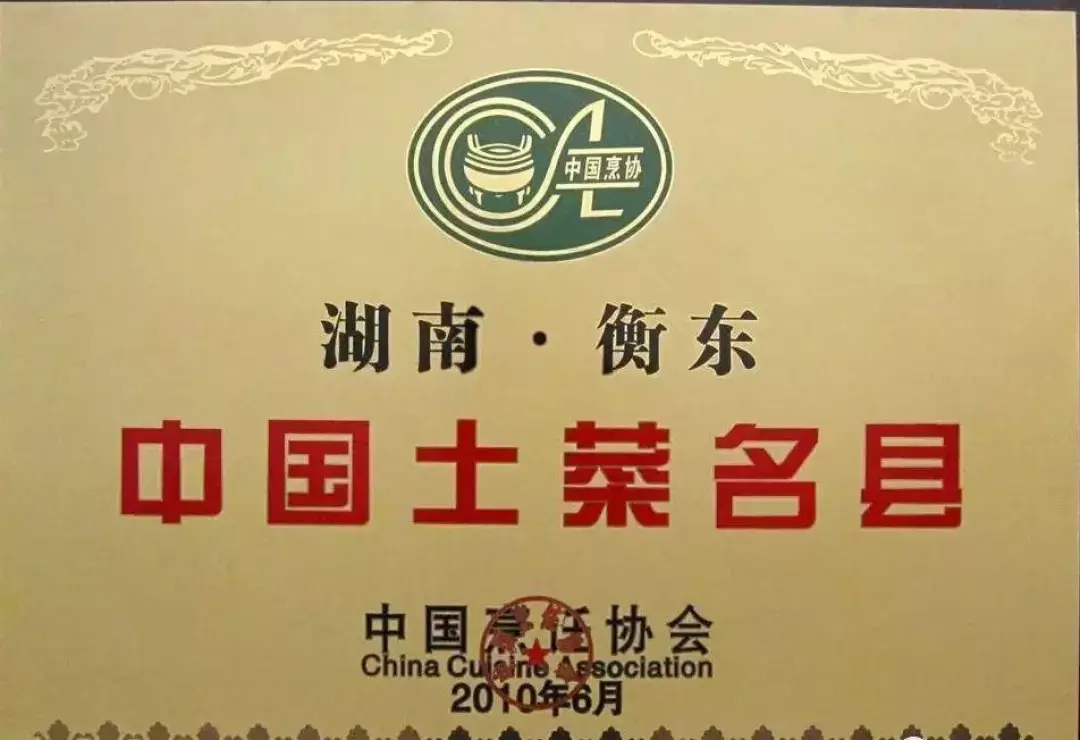 中国烹协
湖南·衡东
中国土菜名县
中国烹饪协会
China Cuisine Association
2010年6月